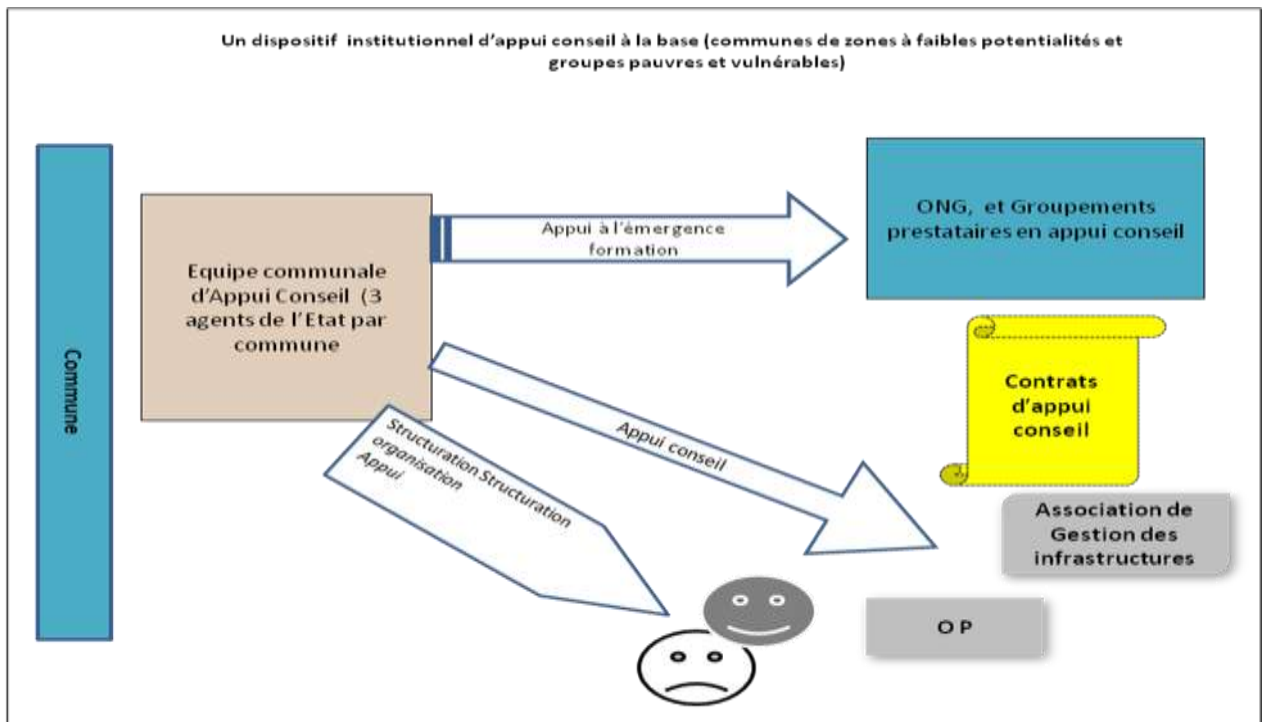 Un dispositif institutionnel d'appui conseil à la base (communes de zones à faibles potentialités et
groupes pauvres et vulnérables)
Commune
Equipe communale
d'Appui Conseil (3
agents de l'Etat par
commune
Appui à l'émergence
formation
ONG, et Groupements
prestataires en appui conseil
Contrats
d'appui
conseil
Appui conseil
Structuration Structuration
organisation
Appui
Association de
Gestion des
infrastructures
O P